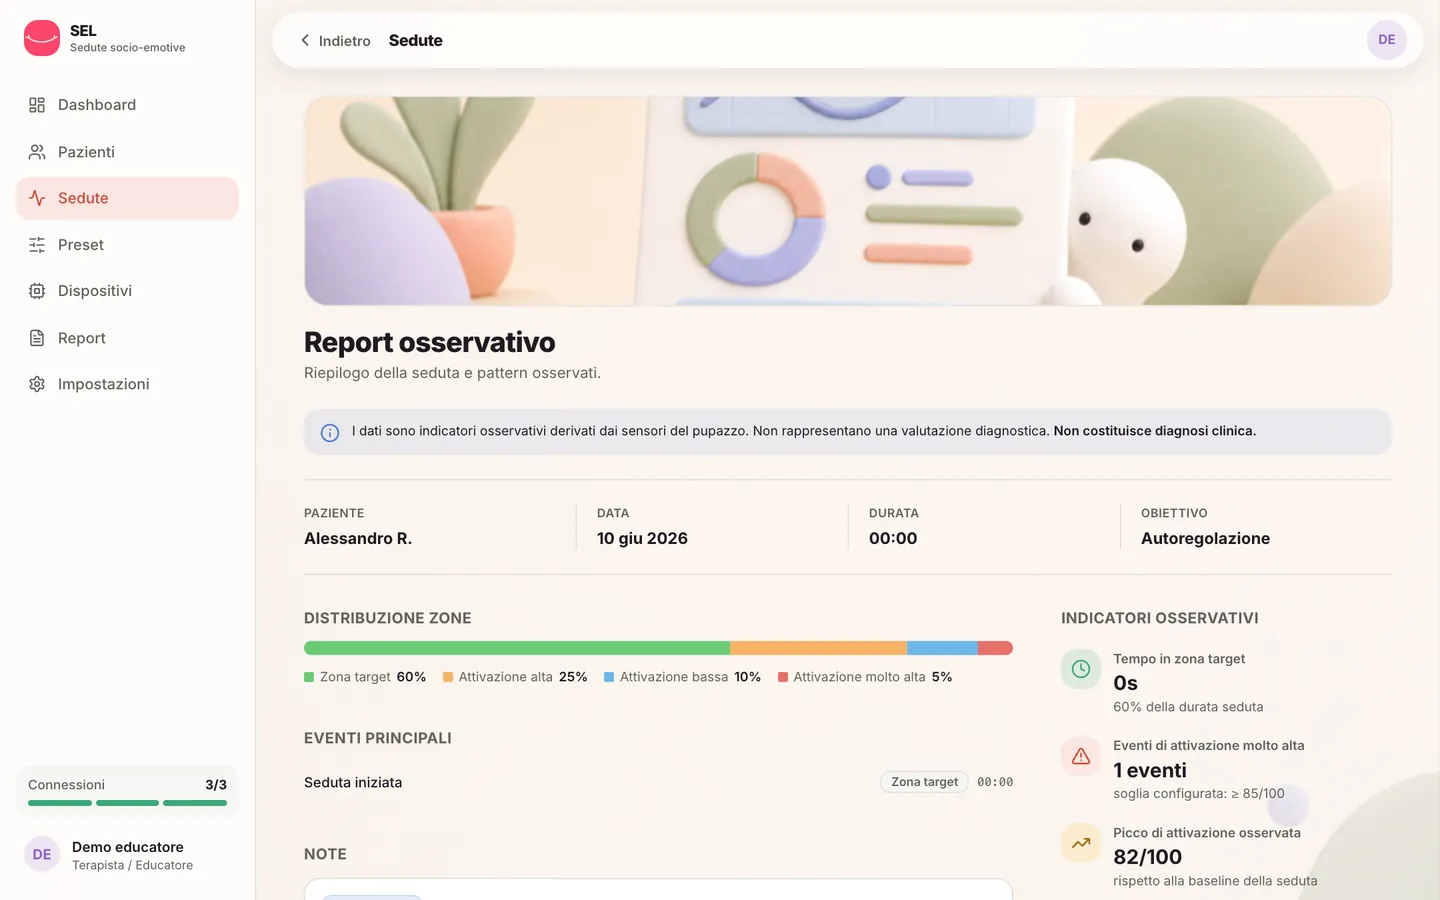 SEL
Sedute socio-emotive
Dashboard
Pazienti
Sedute
Preset
Dispositivi
Report
Impostazioni
Connessioni 3/3
DE
Demo educatore
Terapista / Educatore
Indietro Sedute
DE
Report osservativo
Riepilogo della seduta e pattern osservati.
I dati sono indicatori osservativi derivati dai sensori del pupazzo. Non rappresentano una valutazione diagnostica. Non costituisce diagnosi clinica.
PAZIENTE
Alessandro R.
DATA
10 giu 2026
DURATA
00:00
OBIETTIVO
Autoregolazione
DISTRIBUZIONE ZONE
Zona target 60% Attivazione alta 25% Attivazione bassa 10% Attivazione molto alta 5%
EVENTI PRINCIPALI
Seduta iniziata Zona target 00:00
NOTE
INDICATORI OSSERVATIVI
Tempo in zona target
0s
60% della durata seduta
Eventi di attivazione molto alta
1 eventi
soglia configurata: ≥ 85/100
Picco di attivazione osservata
82/100
rispetto alla baseline della seduta